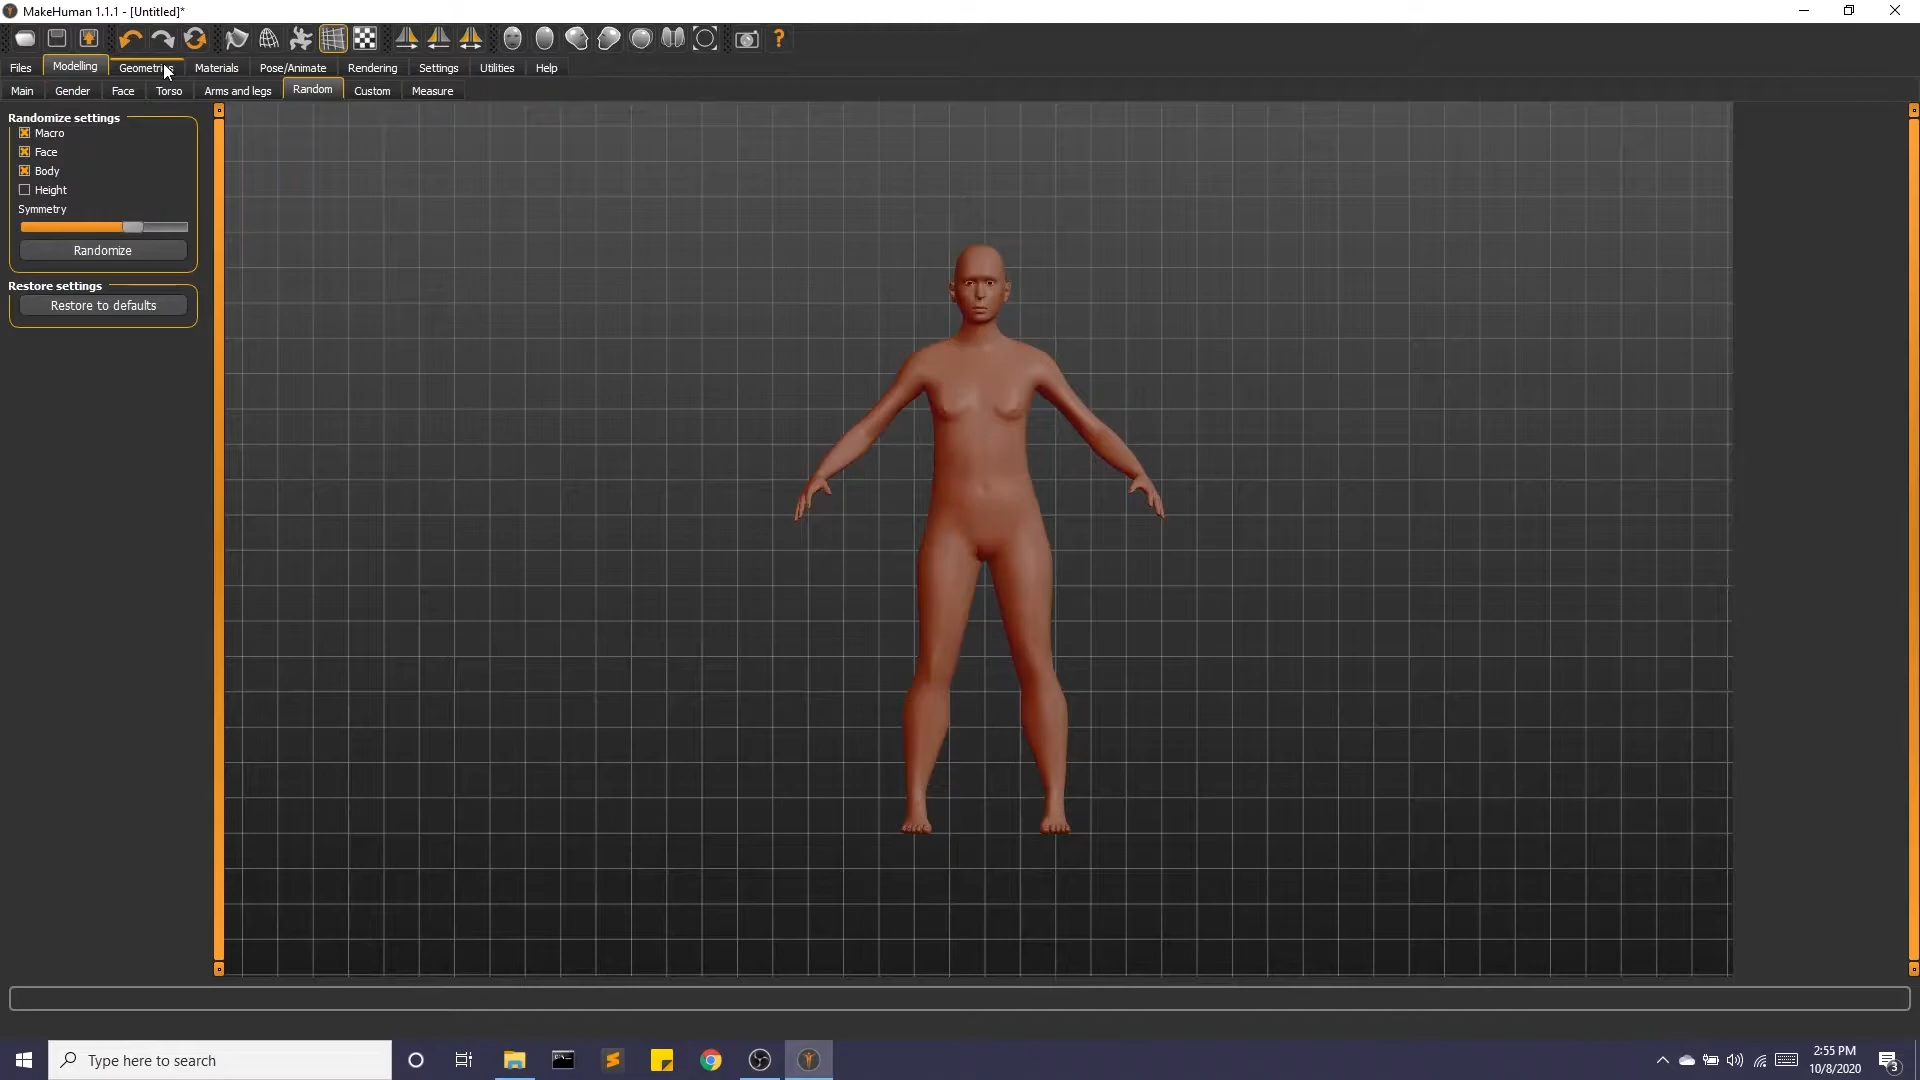 MakeHuman 1.1.1 - [Untitled]*
Files Modelling Geometries Materials Pose/Animate Rendering Settings Utilities Help
Main Gender Face Torso Arms and legs Random Custom Measure
Randomize settings
Macro
Face
Body
Height
Symmetry
Randomize
Restore settings
Restore to defaults
Type here to search
2:55 PM
10/8/2020
3